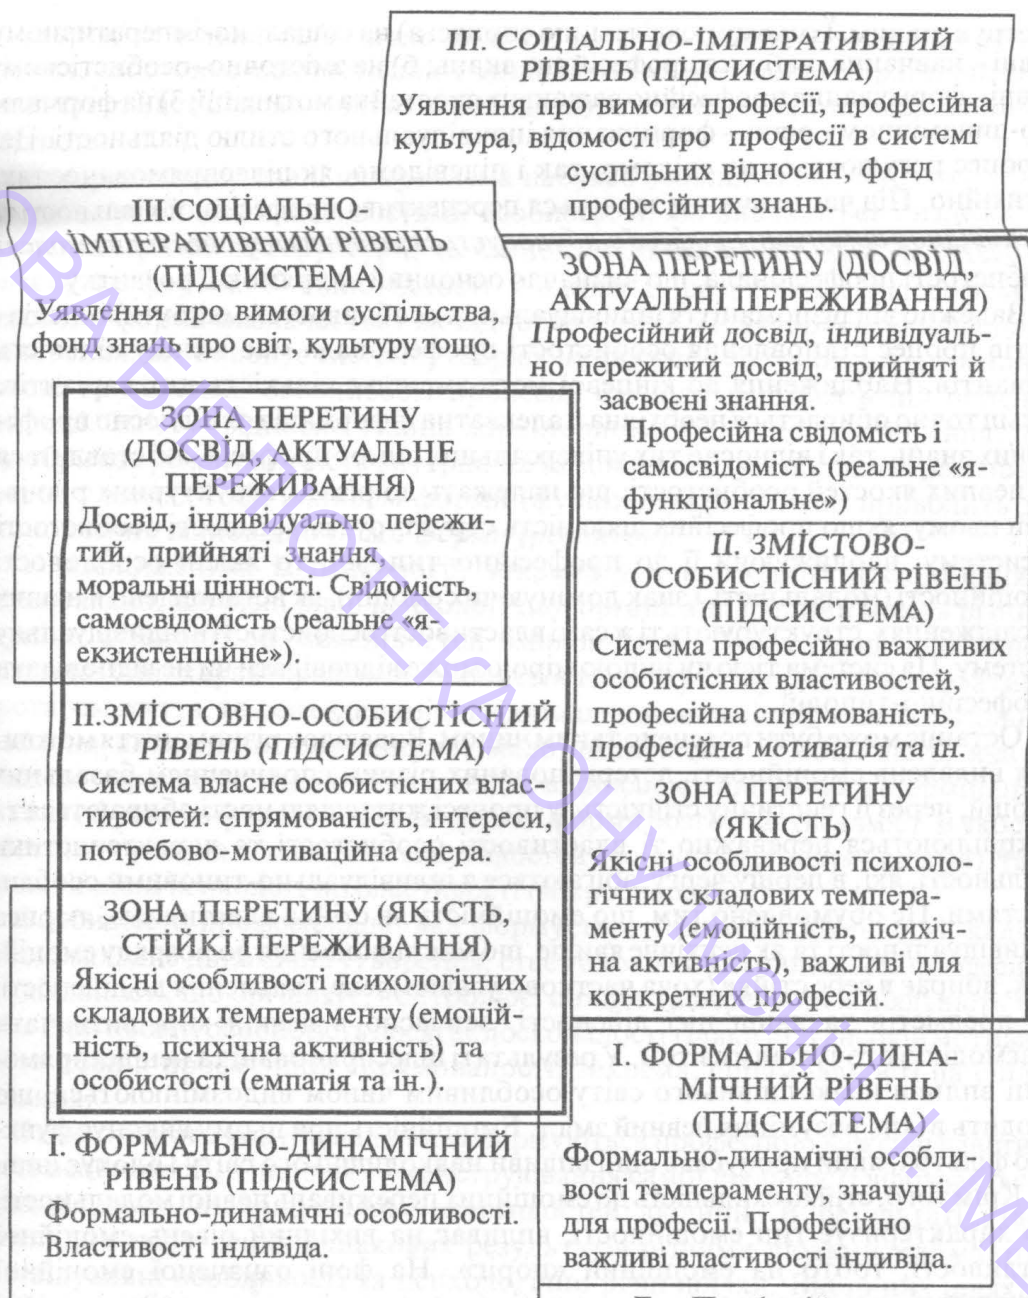 III. СОЦІАЛЬНО-ІМПЕРАТИВНИЙ
РІВЕНЬ (ПІДСИСТЕМА)
Уявлення про вимоги професії, професійна
культура, відомості про професії в системі
суспільних відносин, фонд
професійних знань.
III. СОЦІАЛЬНО-
ІМПЕРАТИВНИЙ РІВЕНЬ
(ПІДСИСТЕМА)
Уявлення про вимоги суспільства,
фонд знань про світ, культуру тощо.
ЗОНА ПЕРЕТИНУ (ДОСВІД,
АКТУАЛЬНІ ПЕРЕЖИВАННЯ)
Професійний досвід, індивідуаль-
но пережитий досвід, прийняті й
засвоєні знання.
Професійна свідомість і
самосвідомість (реальне «я-
функціональне»)
ЗОНА ПЕРЕТИНУ
(ДОСВІД, АКТУАЛЬНІ
ПЕРЕЖИВАННЯ)
Досвід, індивідуально пережи-
тий, прийняті знання,
моральні цінності. Свідомість,
самосвідомість (реальне «я-
екзистенційне»)
II. ЗМІСТОВО-
ОСОБИСТІСНИЙ РІВЕНЬ
(ПІДСИСТЕМА)
Система професійно важливих
особистісних властивостей,
професійна спрямованість,
професійна мотивація та ін.
II.ЗМІСТОВНО-ОСОБИСТІСНИЙ
РІВЕНЬ (ПІДСИСТЕМА)
Система власне особистісних влас-
тивостей: спрямованість, інтереси,
потребово-мотиваційна сфера.
ЗОНА ПЕРЕТИНУ
(ЯКІСТЬ)
Якісні особливості психоло-
гічних складових темпера-
менту (емоційність, психіч-
на активність), важливі для
конкретних професій.
ЗОНА ПЕРЕТИНУ (ЯКІСТЬ,
СТІЙКІ ПЕРЕЖИВАННЯ)
Якісні особливості психологічних
складових темпераменту (емоцій-
ність, психічна активність), риси
особистості (емпатія та ін.).
I. ФОРМАЛЬНО-ДИНА-
МІЧНИЙ РІВЕНЬ
(ПІДСИСТЕМА)
Формально-динамічні особли-
вості темпераменту, значущі
для професії. Професійно
важливі властивості індивіда.
I. ФОРМАЛЬНО-ДИНАМІЧНИЙ
РІВЕНЬ (ПІДСИСТЕМА)
Формально-динамічні особливості.
Властивості індивіда.
ОВА БІБЛІОТЕКА ОНУ імені І. І. МЕ